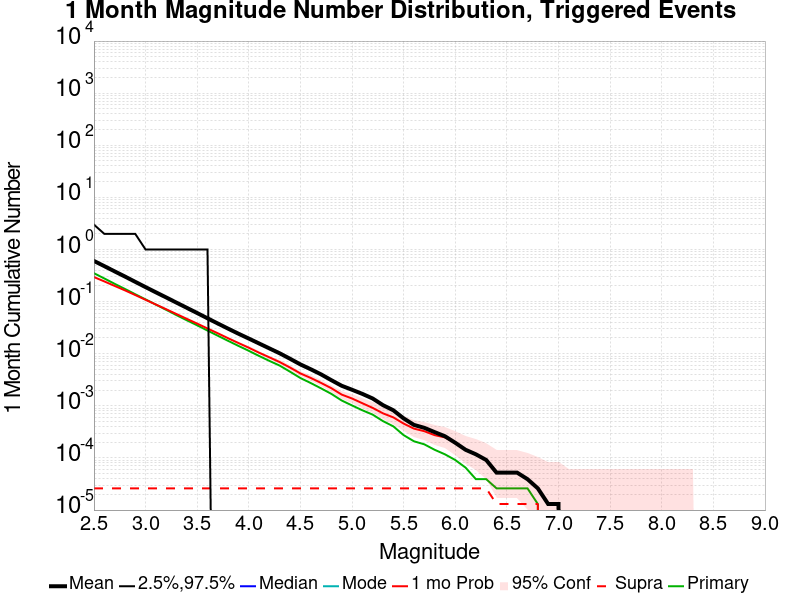 1 Month Magnitude Number Distribution, Triggered Events
1 Month Cumulative Number
10^4
10^3
10^2
10^1
10^0
10^-1
10^-2
10^-3
10^-4
10^-5
2.5 3.0 3.5 4.0 4.5 5.0 5.5 6.0 6.5 7.0 7.5 8.0 8.5 9.0
Magnitude
Mean 2.5%,97.5% Median Mode 1 mo Prob 95% Conf Supra Primary